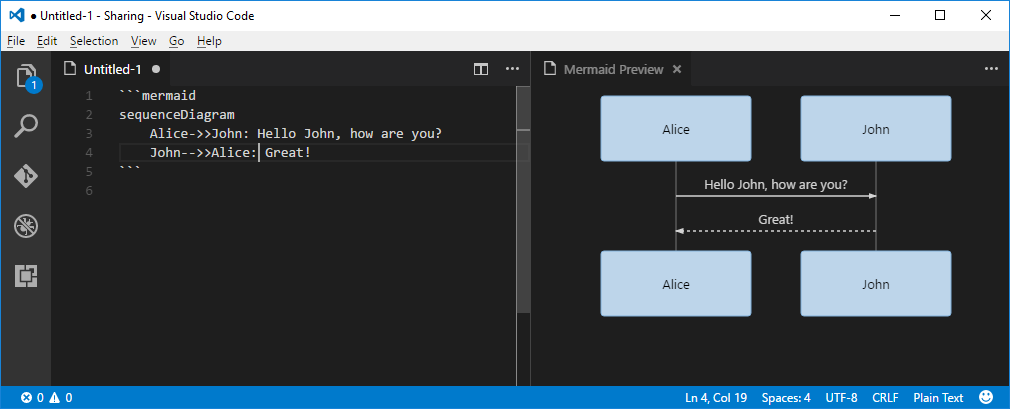 ● Untitled-1 - Sharing - Visual Studio Code
File Edit Selection View Go Help
1
Untitled-1 ●
Mermaid Preview
1 ```mermaid
2 sequenceDiagram
3     Alice->>John: Hello John, how are you?
4     John-->>Alice: Great!
5 ```
6
Alice John
Hello John, how are you?
Great!
Alice John
0 0
Ln 4, Col 19 Spaces: 4 UTF-8 CRLF Plain Text